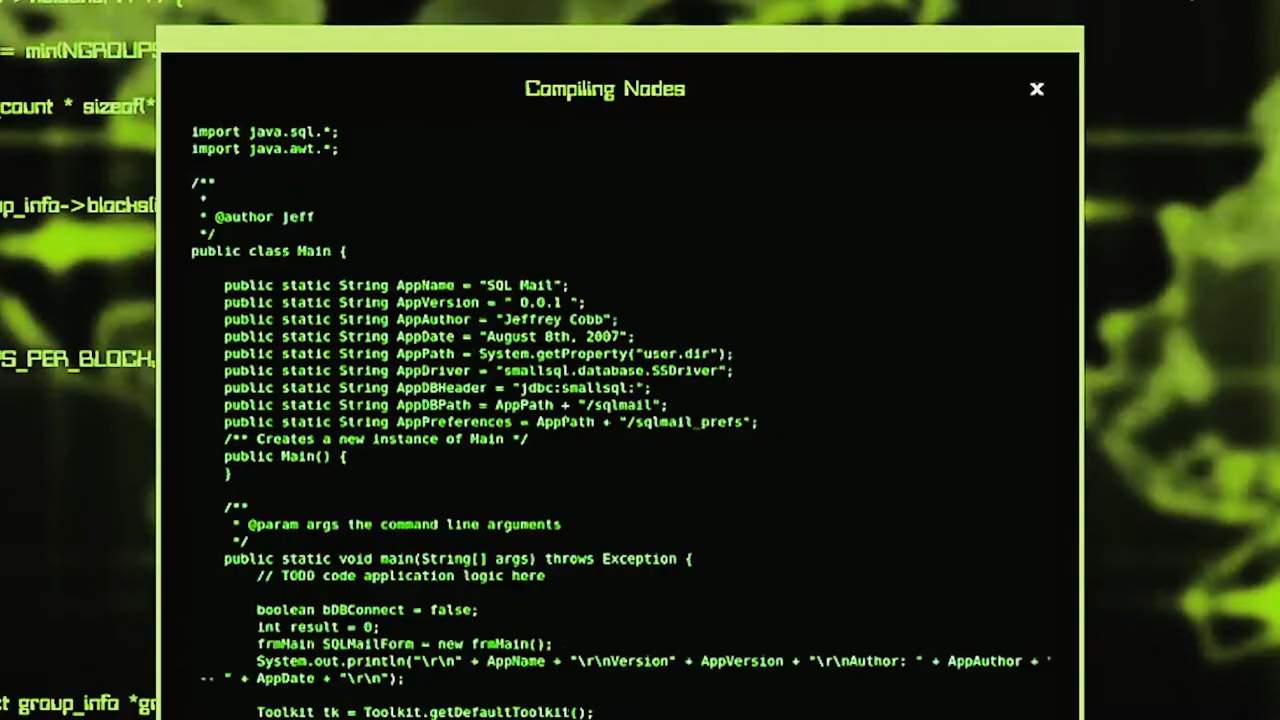 = min(NGROUPS
count * sizeof(*
Compiling Nodes
x
import java.sql.*;
import java.awt.*;
/**
*
* @author jeff
*/
public class Main {
public static String AppName = "SQL Mail";
public static String AppVersion = " 0.0.1 ";
public static String AppAuthor = "Jeffrey Cobb";
public static String AppDate = "August 8th, 2007";
public static String AppPath = System.getProperty("user.dir");
public static String AppDriver = "smallsql.database.SSDriver";
public static String AppDBHeader = "jdbc:smallsql:";
public static String AppDBPath = AppPath + "/sqlmail";
public static String AppPreferences = AppPath + "/sqlmail_prefs";
/** Creates a new instance of Main */
public Main() {
}
/**
* @param args the command line arguments
*/
public static void main(String[] args) throws Exception {
// TODO code application logic here
boolean bDBConnect = false;
int result = 0;
frmMain SQLMailForm = new frmMain();
System.out.println("\r\n" + AppName + "\r\nVersion" + AppVersion + "\r\nAuthor: " + AppAuthor + "
-- " + AppDate + "\r\n");
Toolkit tk = Toolkit.getDefaultToolkit();
up_info->blocks[i
S_PER_BLOCK,
ct group_info *gr